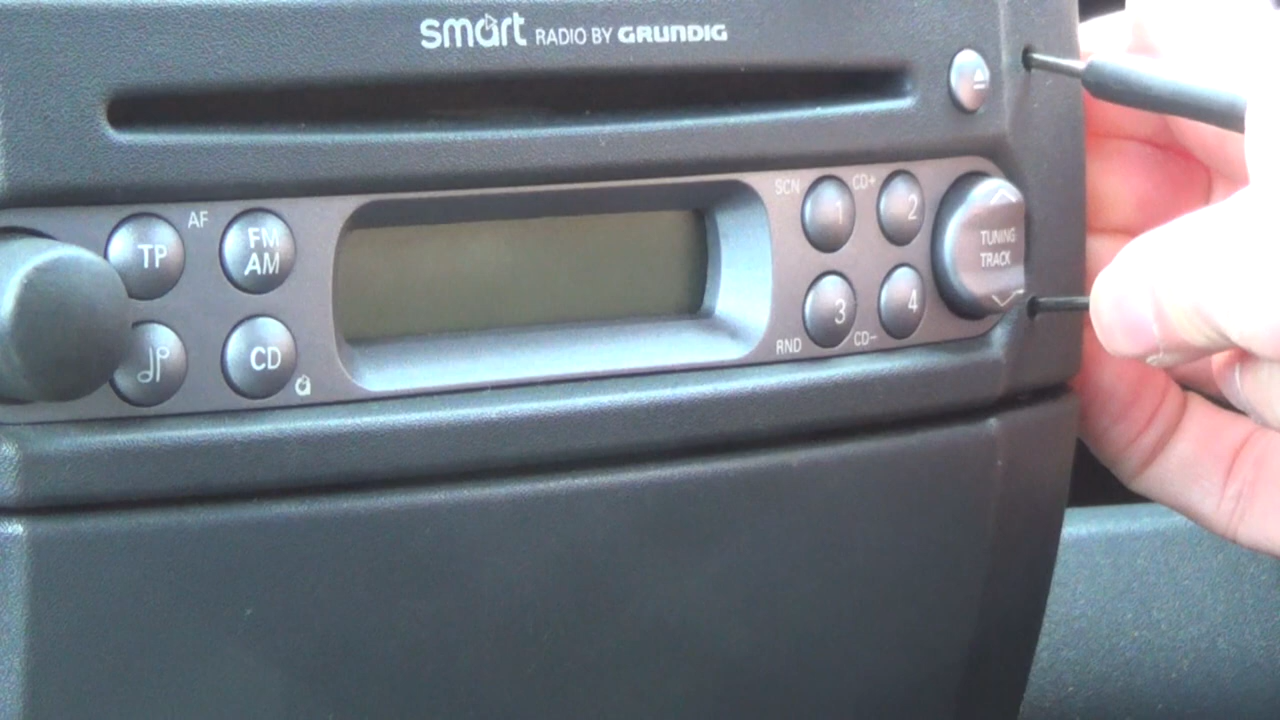 smart RADIO BY GRUNDIG
SCN
CD+
AF
1
2
TP
FM
AM
TUNING
TRACK
3
4
CD
RND
CD-